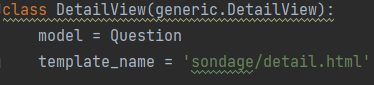 class DetailView(generic.DetailView):
    model = Question
    template_name = 'sondage/detail.html'